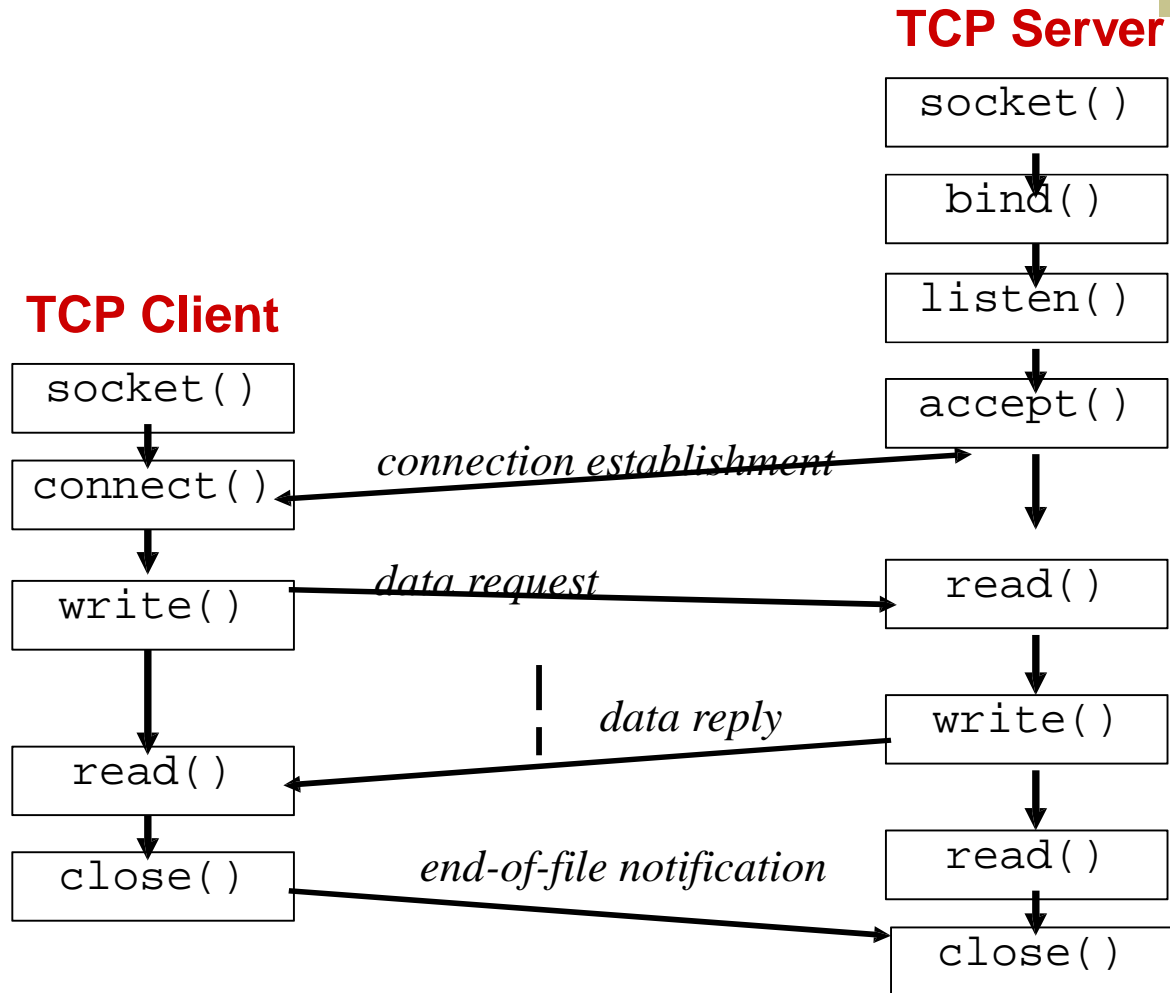 TCP Server
socket()
bind()
listen()
TCP Client
socket()
accept()
connection establishment
connect()
data request
read()
write()
data reply
write()
read()
end-of-file notification
read()
close()
close()